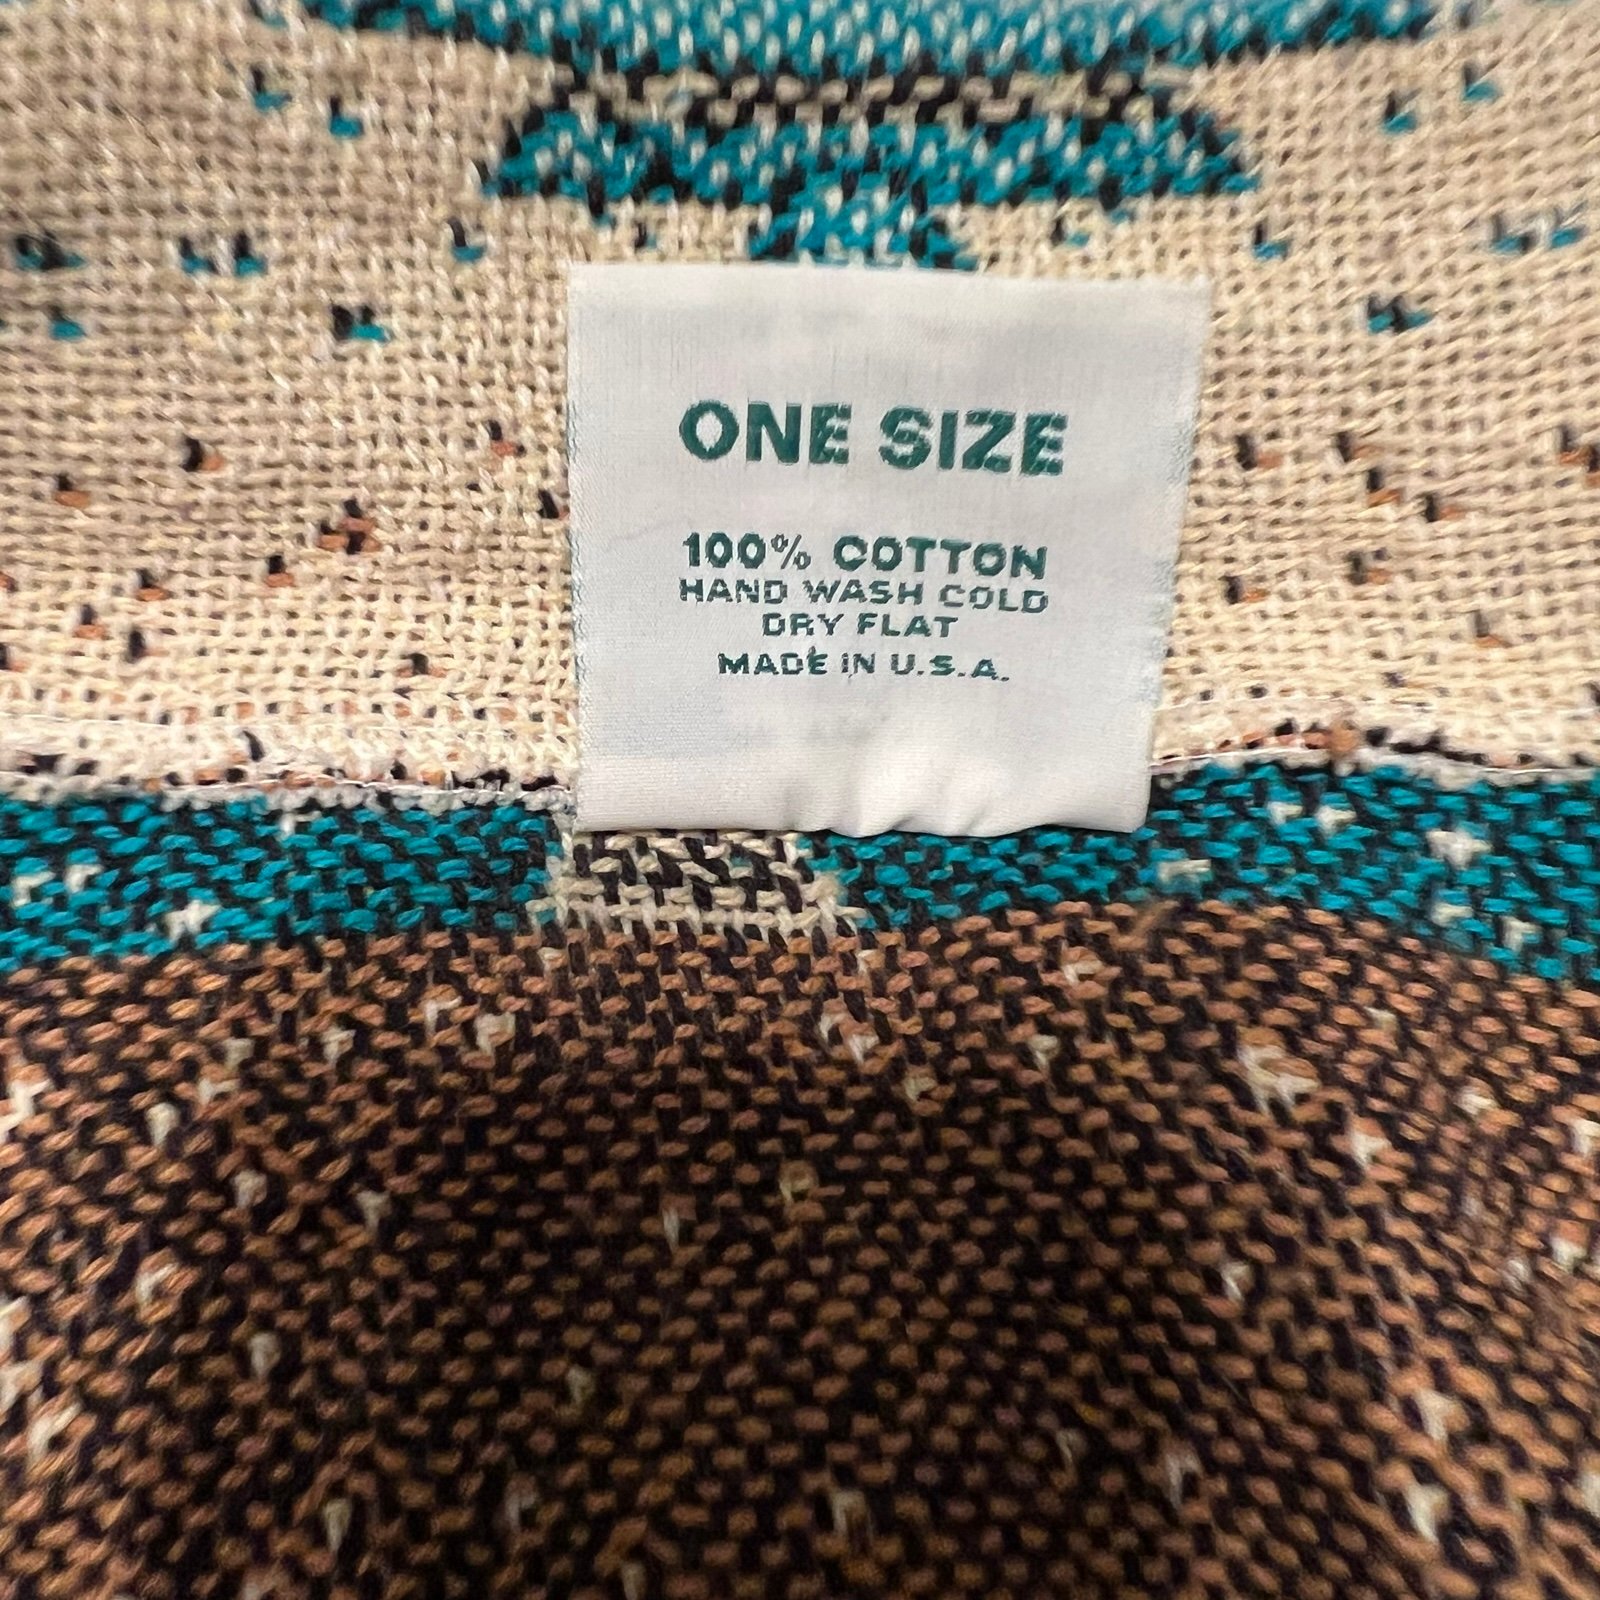 ONE SIZE
100% COTTON
HAND WASH COLD
DRY FLAT
MADE IN U.S.A.